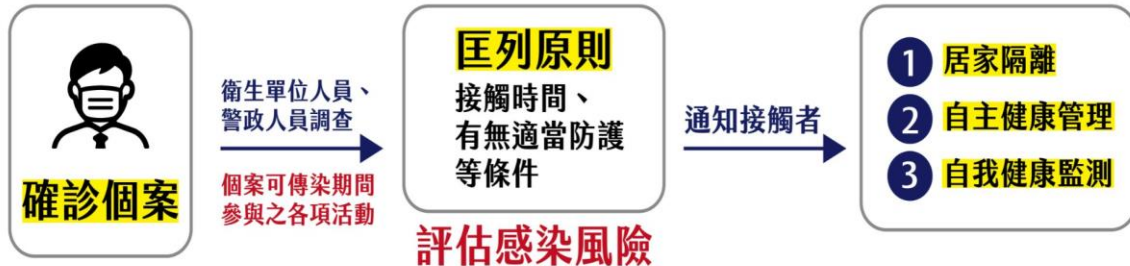 確診個案
衛生單位人員、
警政人員調查
個案可傳染期間
參與之各項活動
匡列原則
接觸時間、
有無適當防護
等條件
評估感染風險
通知接觸者
1 居家隔離
2 自主健康管理
3 自我健康監測